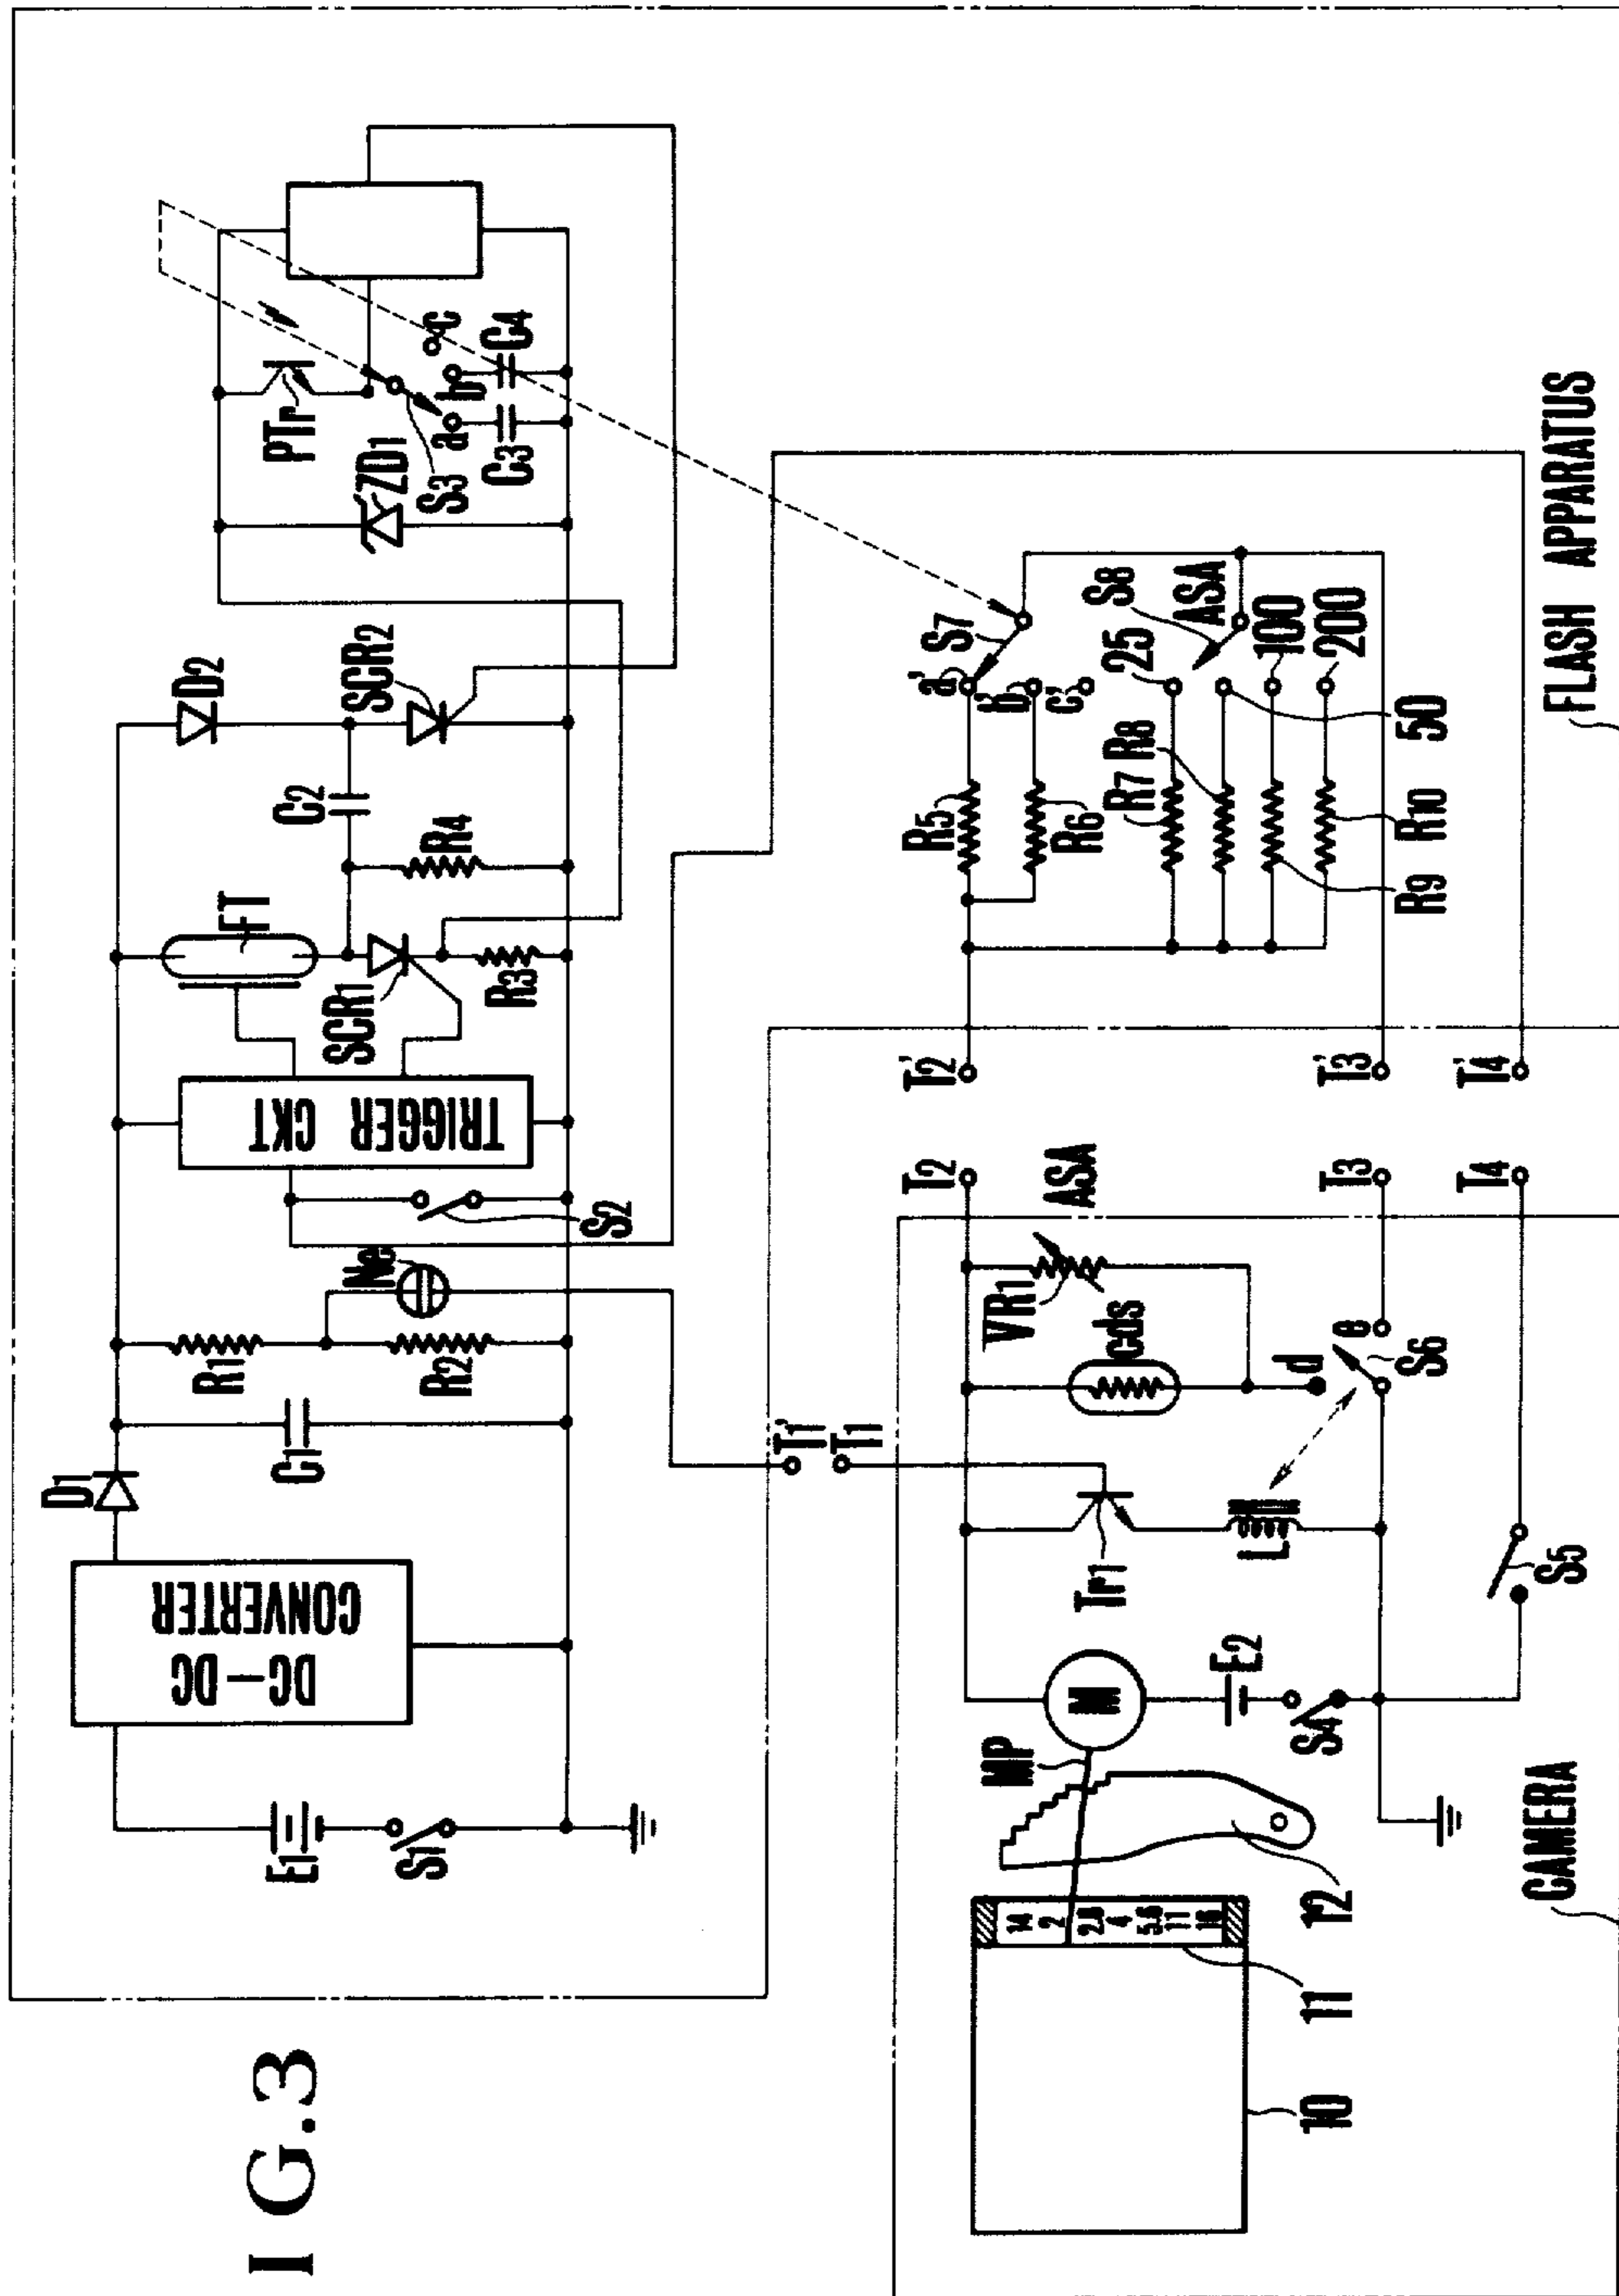 I G.3
DC-DC
CONVERTER
D1
E1
S1
C1
R1
R2
Ne
S2
TRIGGER CKT
FT
SCR1
R3
R4
C2
D2
SCR2
ZD1
PTr
S3
a
b
c
C3
C4
T1'
T1
FLASH APPARATUS
S7
a'
b'
c'
R5
R6
25
S8
ASA
R7
R8
100
200
50
R9
R10
T2'
T3'
T4'
T2
T3
T4
ASA
VR1
cds
d
e
S6
Tr1
L
S5
M
MP
E2
S4
14
2
2.8
4
5.6
11
16
10
11
12
CAMERA